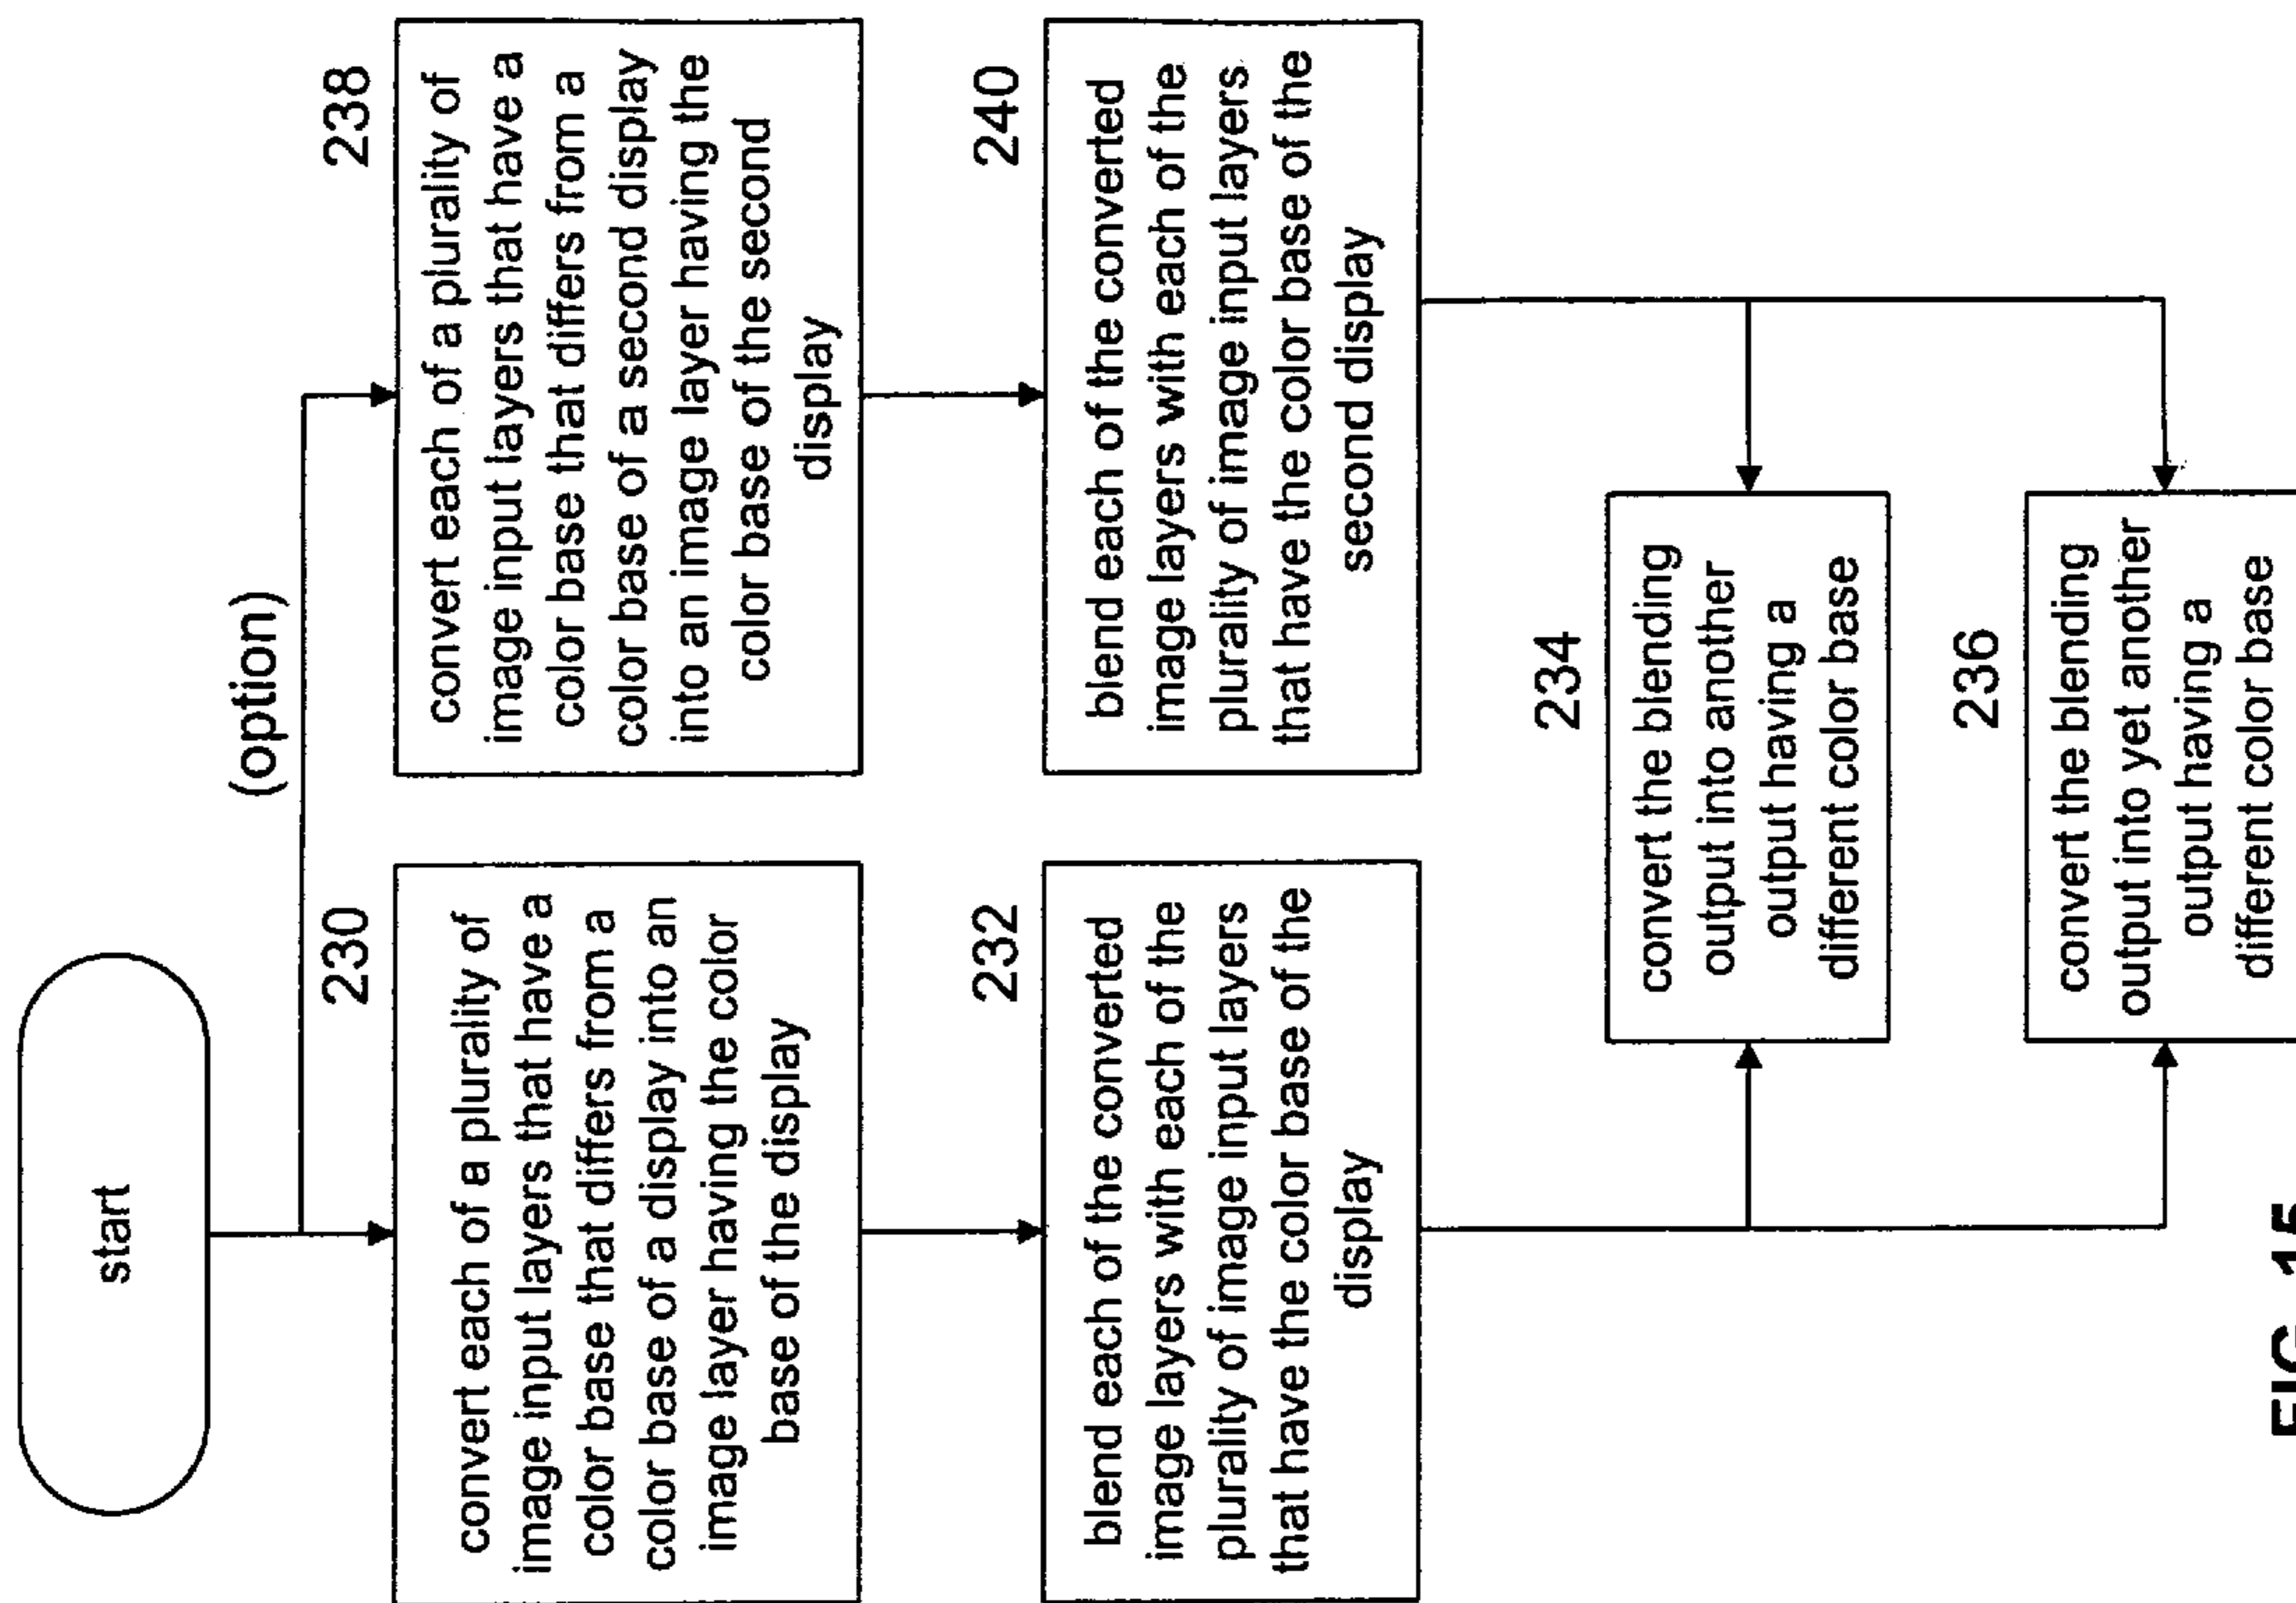 start
(option)
230
convert each of a plurality of
image input layers that have a
color base that differs from a
color base of a display into an
image layer having the color
base of the display
238
convert each of a plurality of
image input layers that have a
color base that differs from a
color base of a second display
into an image layer having the
color base of the second
display
232
blend each of the converted
image layers with each of the
plurality of image input layers
that have the color base of the
display
240
blend each of the converted
image layers with each of the
plurality of image input layers
that have the color base of the
second display
234
convert the blending
output into another
output having a
different color base
236
convert the blending
output into yet another
output having a
different color base
FIG. 15